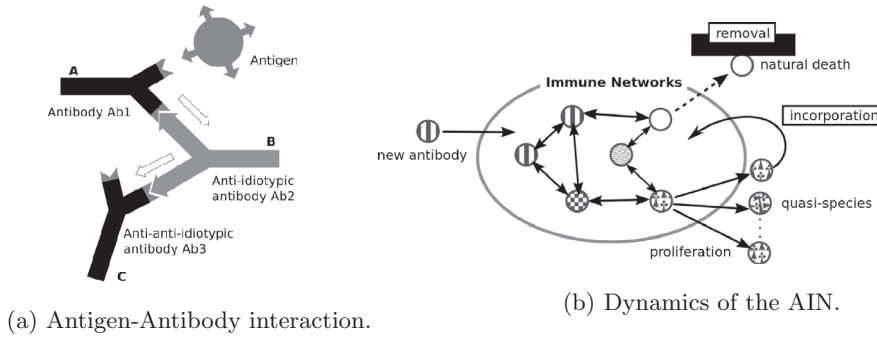 A
Antigen
Antibody Ab1
B
Anti-idiotypic
antibody Ab2
Anti-anti-idiotypic
antibody Ab3
C
(a) Antigen-Antibody interaction.
removal
natural death
Immune Networks
incorporation
new antibody
quasi-species
proliferation
(b) Dynamics of the AIN.